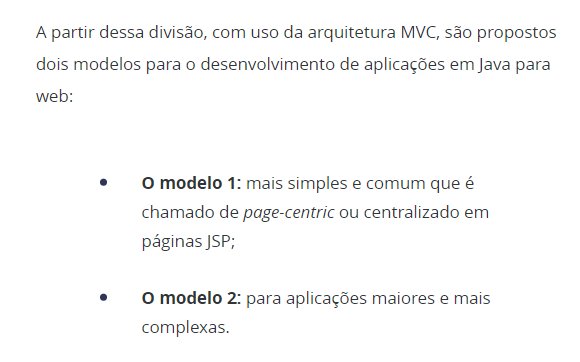 A partir dessa divisão, com uso da arquitetura MVC, são propostos
dois modelos para o desenvolvimento de aplicações em Java para
web:
• O modelo 1: mais simples e comum que é
chamado de page-centric ou centralizado em
páginas JSP;
• O modelo 2: para aplicações maiores e mais
complexas.